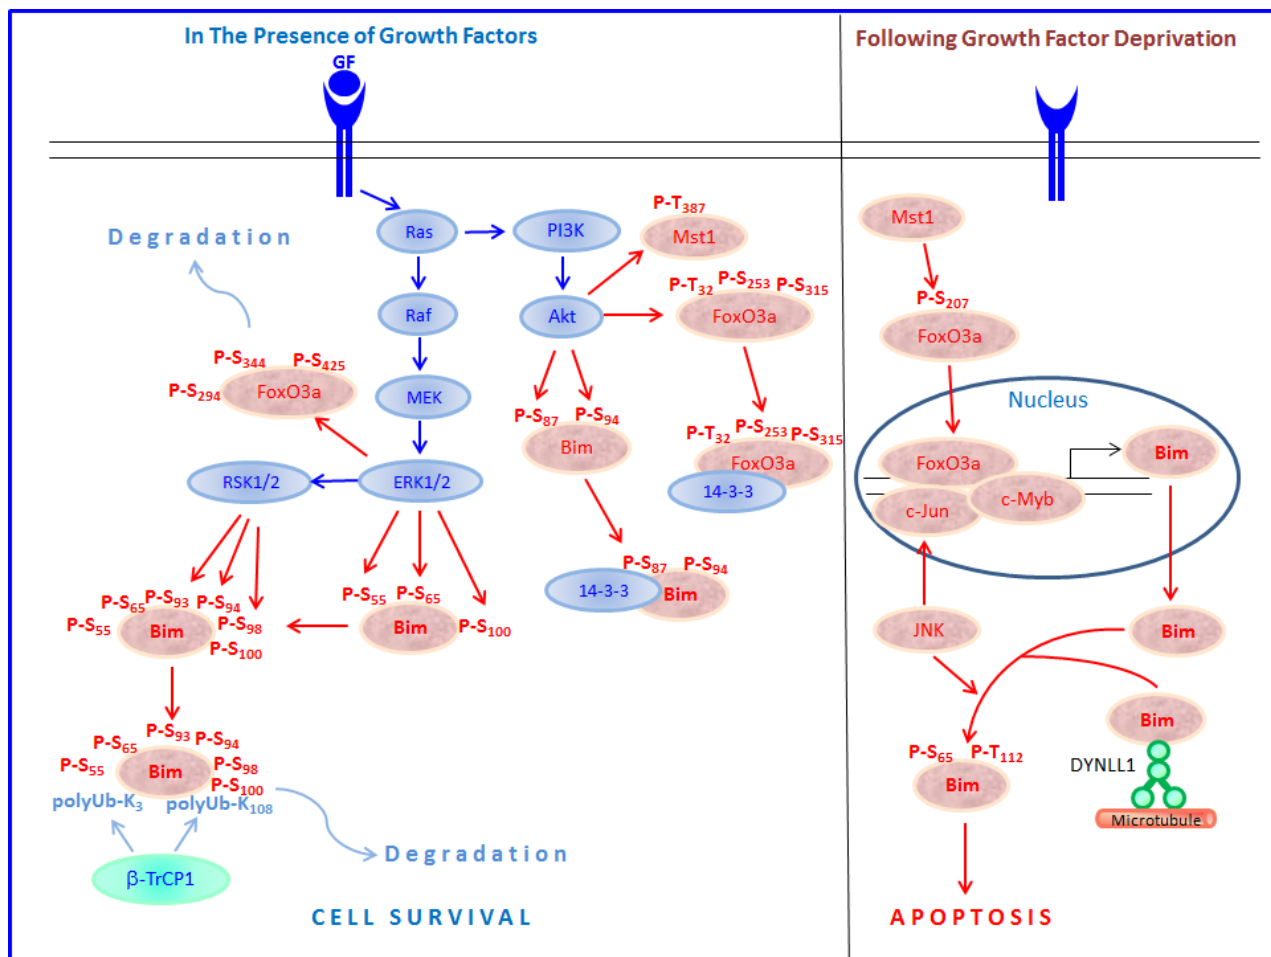 In The Presence of Growth Factors
GF
Degradation
Ras
PI3K
P-T387
Mst1
Raf
Akt
P-T32 P-S253 P-S315
FoxO3a
P-S344 P-S425
P-S294
FoxO3a
MEK
P-S87 P-S94
Bim
P-T32 P-S253 P-S315
FoxO3a
14-3-3
RSK1/2
ERK1/2
P-S87 P-S94
14-3-3
Bim
P-S65 P-S93 P-S94
P-S55
Bim
P-S98
P-S100
P-S55 P-S65
Bim
P-S100
P-S93
P-S65
P-S94
P-S55
Bim
P-S98
P-S100
polyUb-K3
polyUb-K108
β-TrCP1
Degradation
CELL SURVIVAL
Following Growth Factor Deprivation
Mst1
P-S207
FoxO3a
Nucleus
FoxO3a
Bim
c-Jun
c-Myb
JNK
Bim
Bim
DYNLL1
Microtubule
P-S65 P-T112
Bim
APOPTOSIS